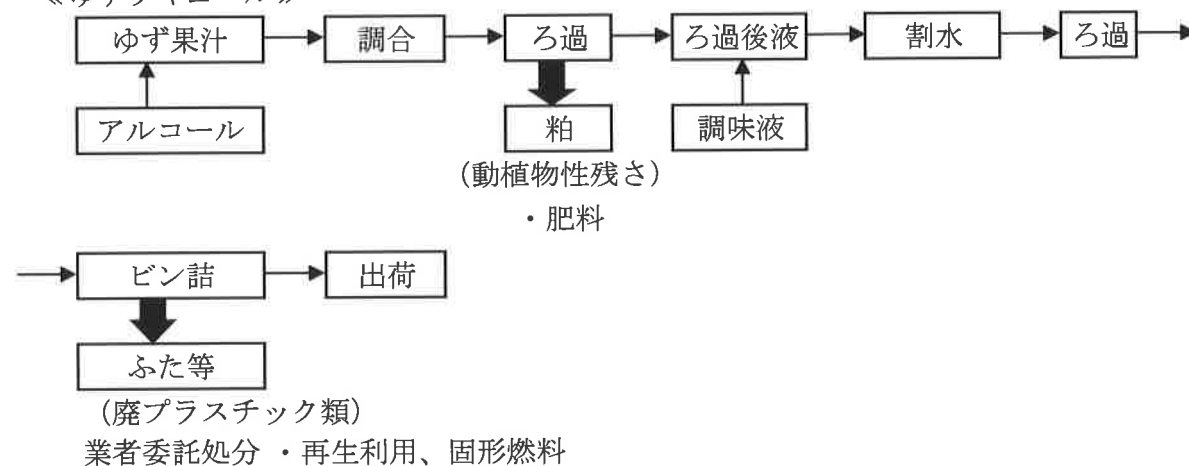 ゆず果汁 調合 ろ過 ろ過後液 割水 ろ過
アルコール 粕 調味液
(動植物性残さ)
・肥料
ビン詰 出荷
ふた等
(廃プラスチック類)
業者委託処分 ・再生利用、固形燃料